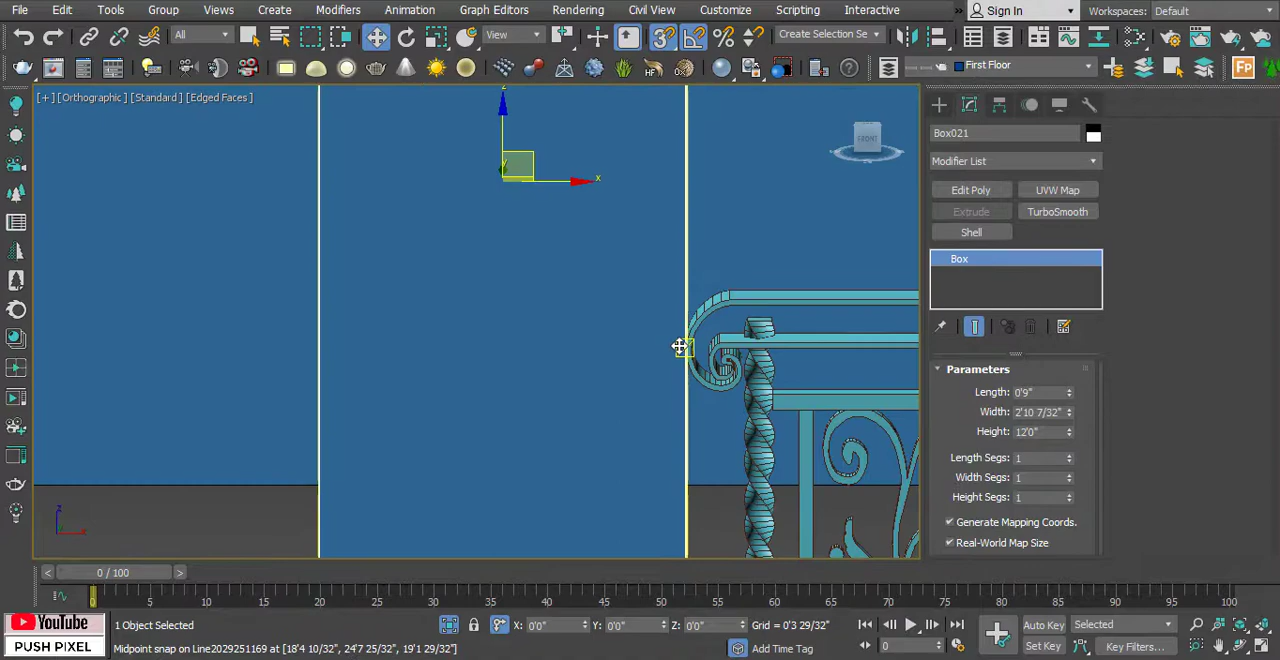 File Edit Tools Group Views Create Modifiers Animation Graph Editors Rendering Civil View Customize Scripting Interactive » Sign In Workspaces: Default
All View Create Selection Se
First Floor
[+] [Orthographic] [Standard] [Edged Faces]
z
y
x
FRONT
Box021
Modifier List
Edit Poly UVW Map
Extrude TurboSmooth
Shell
Box
Parameters
Length: 0'9"
Width: 2'10 7/32"
Height: 12'0"
Length Segs: 1
Width Segs: 1
Height Segs: 1
Generate Mapping Coords.
Real-World Map Size
z
x
< 0 / 100 >
0 5 10 15 20 25 30 35 40 45 50 55 60 65 70 75 80 85 90 95 100
YouTube
PUSH PIXEL
1 Object Selected X: 0'0" Y: 0'0" Z: 0'0" Grid = 0'3 29/32" Auto Key Selected
Midpoint snap on Line2029251169 at [18'4 10/32", 24'7 25/32", 19'1 29/32"] Add Time Tag 0 Set Key Key Filters...